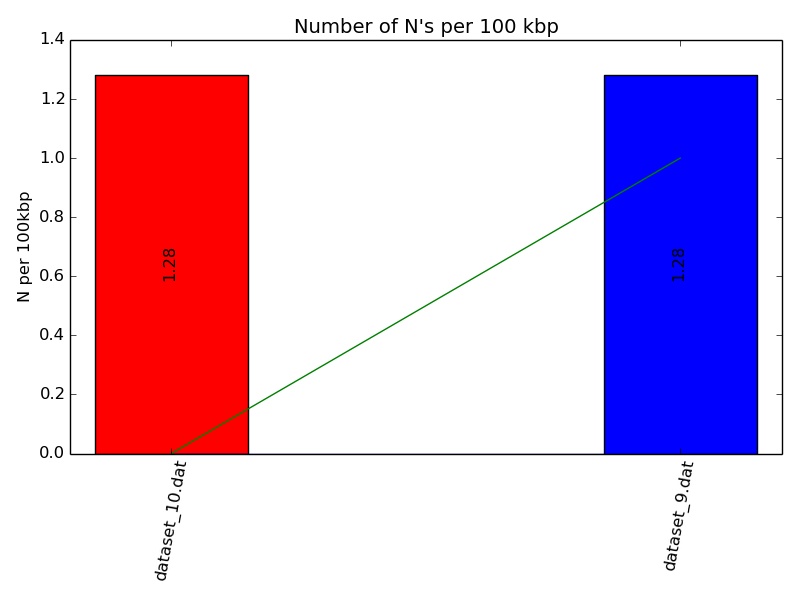 Number of N's per 100 kbp
N per 100kbp
1.4
1.2
1.0
0.8
0.6
0.4
0.2
0.0
1.28
1.28
dataset_10.dat
dataset_9.dat